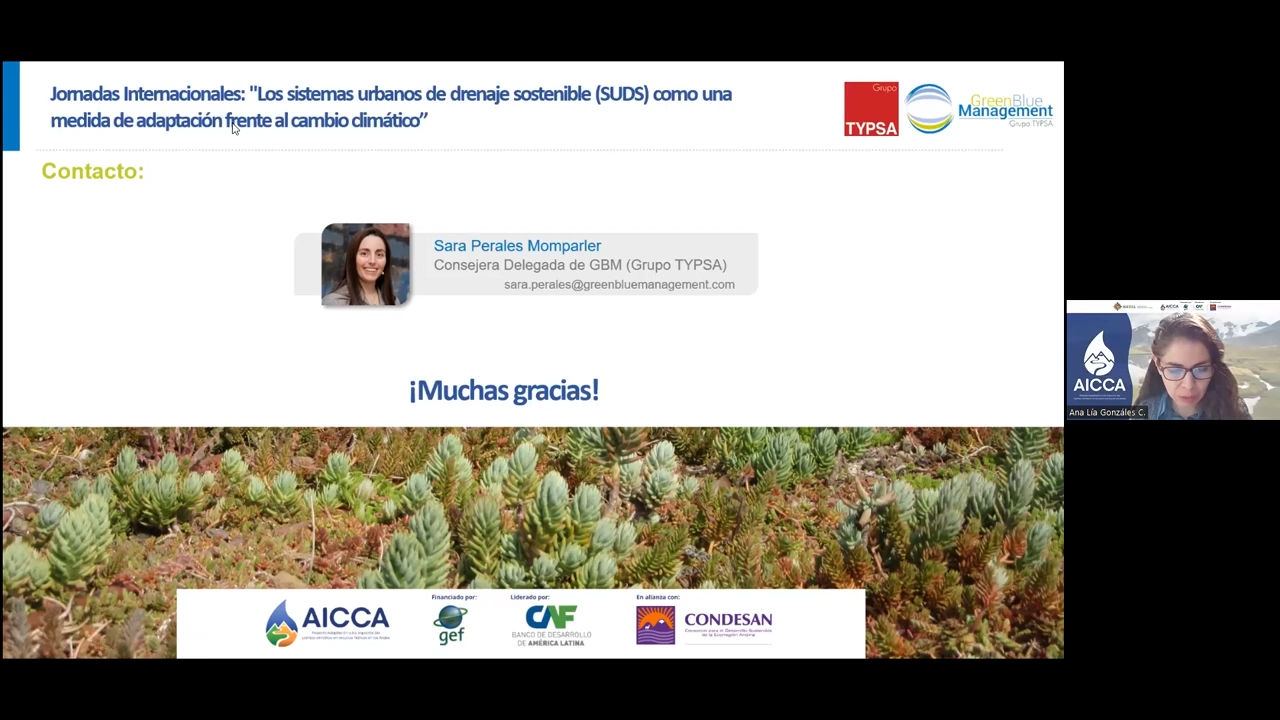 Jornadas Internacionales: "Los sistemas urbanos de drenaje sostenible (SUDS) como una
medida de adaptación frente al cambio climático”
Grupo
TYPSA
GreenBlue
Management
Grupo TYPSA
Contacto:
Sara Perales Momparler
Consejera Delegada de GBM (Grupo TYPSA)
sara.perales@greenbluemanagement.com
¡Muchas gracias!
AICCA
CAF
CONDESAN
AICCA
Ana Lía Gonzáles C.
AICCA
Financiado por:
gef
Liderado por:
CAF
BANCO DE DESARROLLO
DE AMÉRICA LATINA
En alianza con:
CONDESAN